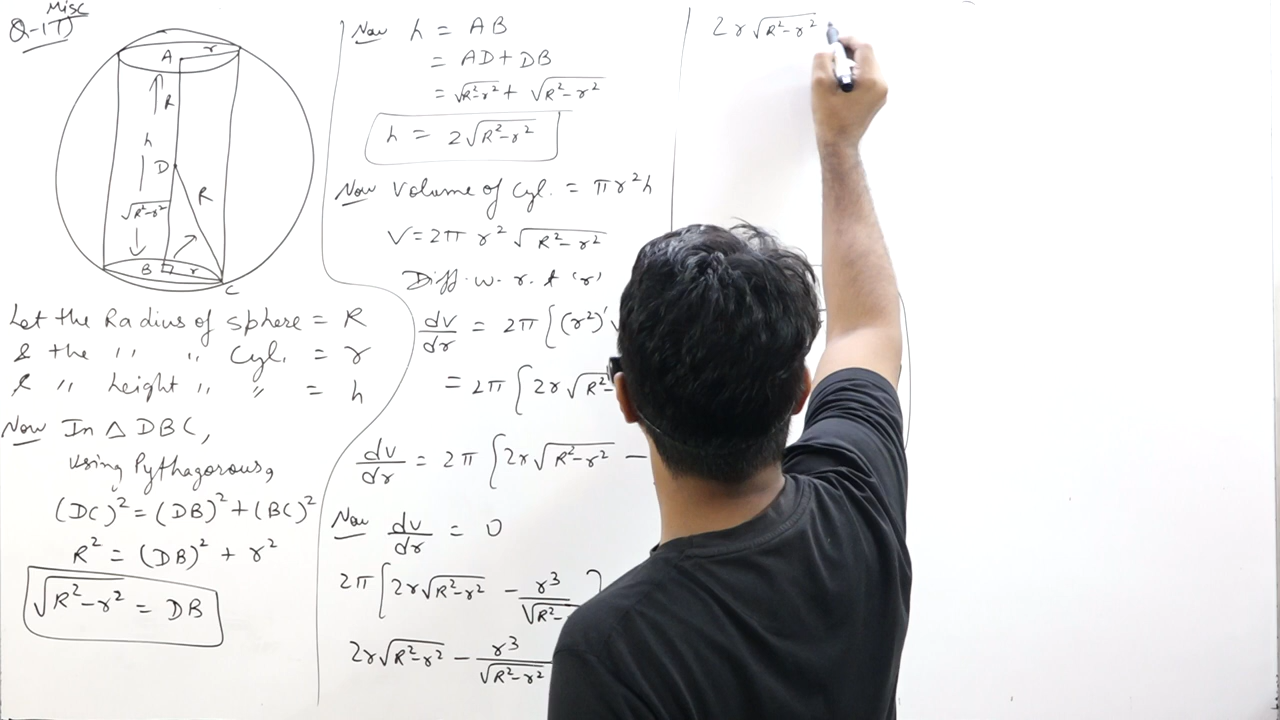 Misc
Q-17)
A r
R
h
D
R
√R²-r²
B r
C
Let the Radius of sphere = R
& the " " Cyl. = r
& " height " " = h
Now In △ DBC,
Using Pythagorous,
(DC)² = (DB)² + (BC)²
R² = (DB)² + r²
√R²-r² = DB
Now h = AB
= AD + DB
= √R²-r² + √R²-r²
h = 2√R²-r²
Now Volume of Cyl. = πr²h
V = 2π r² √R²-r²
Diff. w. r. t 'r'
dv/dr = 2π [(r²)'
= 2π [2r√R²-
dv/dr = 2π [2r√R²-r² -
Now dv/dr = 0
2π [2r√R²-r² - r³/√R²-
2r√R²-r² - r³/√R²-r²
2r√R²-r²